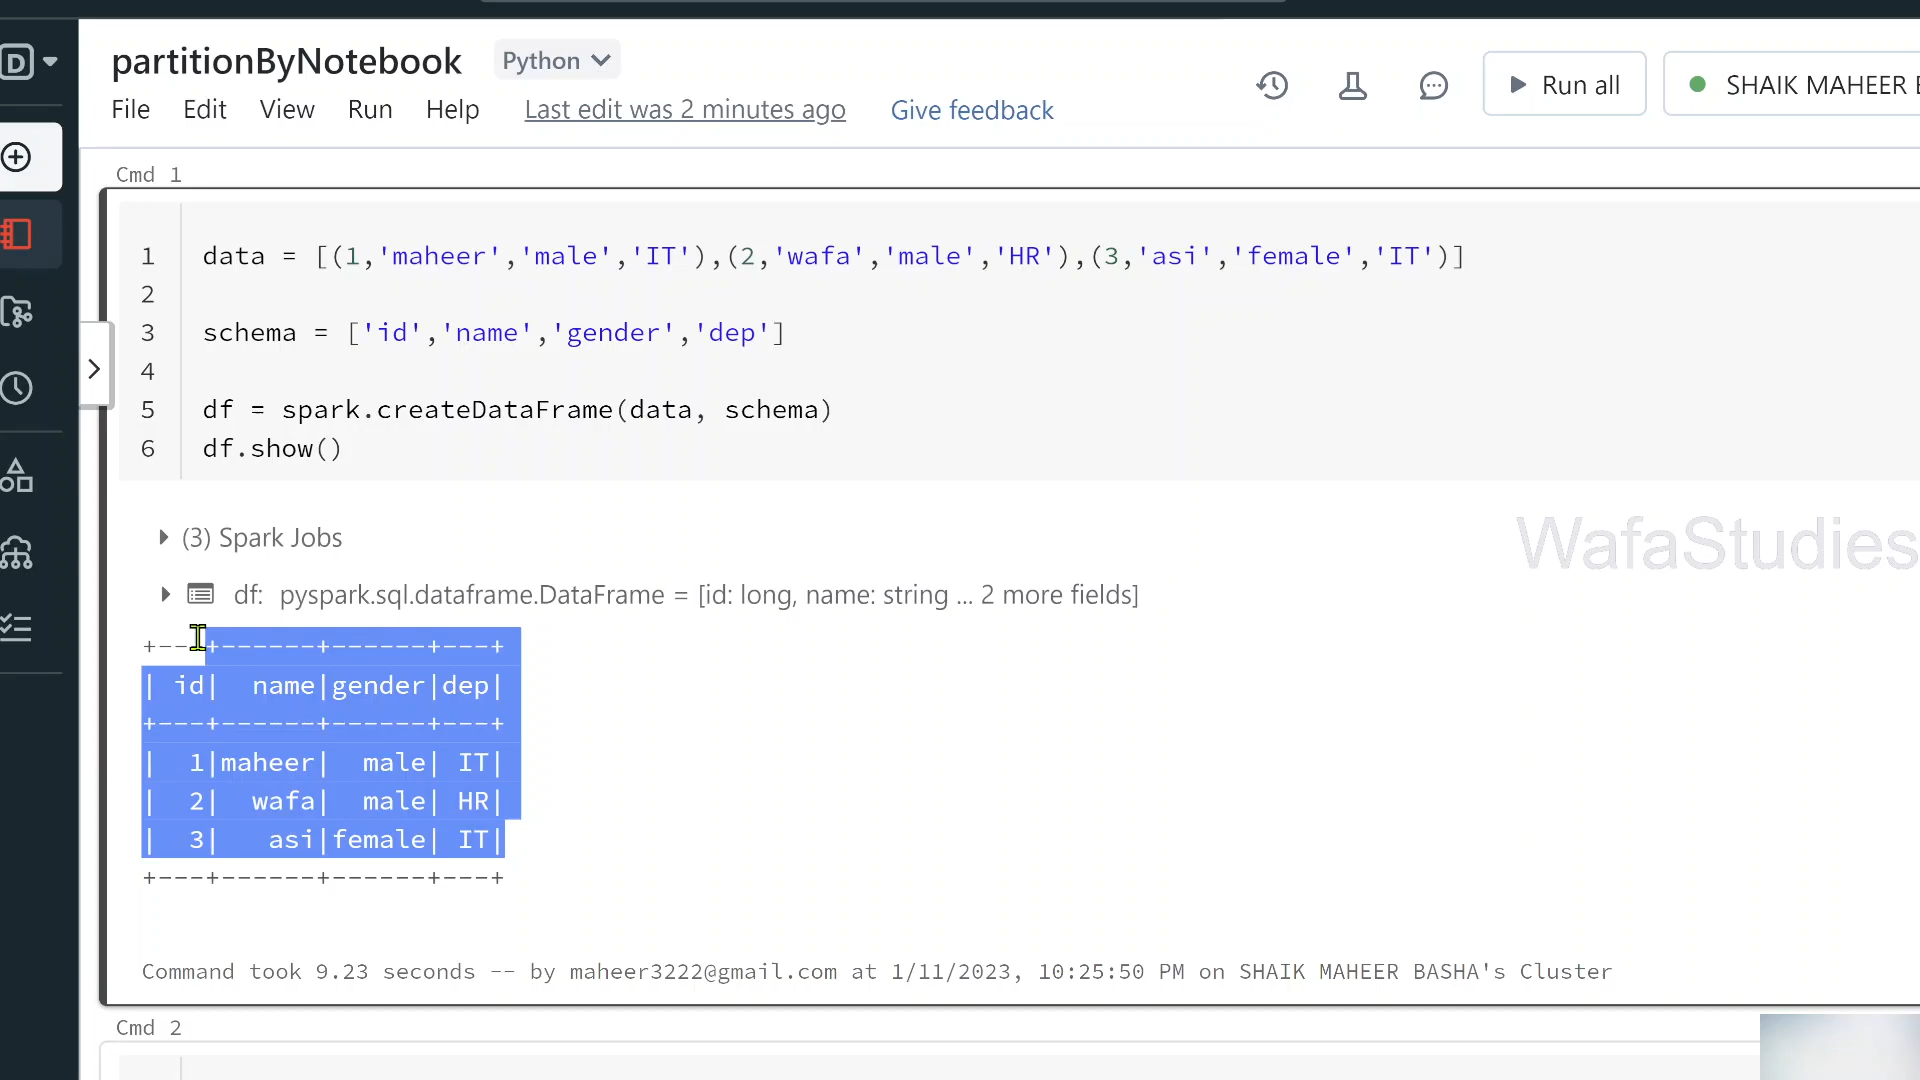 partitionByNotebook
Python
File Edit View Run Help Last edit was 2 minutes ago Give feedback
Run all
SHAIK MAHEER
Cmd 1
1 data = [(1,'maheer','male','IT'),(2,'wafa','male','HR'),(3,'asi','female','IT')]
2
3 schema = ['id','name','gender','dep']
4
5 df = spark.createDataFrame(data, schema)
6 df.show()
(3) Spark Jobs
WafaStudies
df: pyspark.sql.dataframe.DataFrame = [id: long, name: string ... 2 more fields]
+---+------+------+---+
| id|  name|gender|dep|
+---+------+------+---+
|  1|maheer|  male| IT|
|  2|  wafa|  male| HR|
|  3|   asi|female| IT|
+---+------+------+---+
Command took 9.23 seconds -- by maheer3222@gmail.com at 1/11/2023, 10:25:50 PM on SHAIK MAHEER BASHA's Cluster
Cmd 2